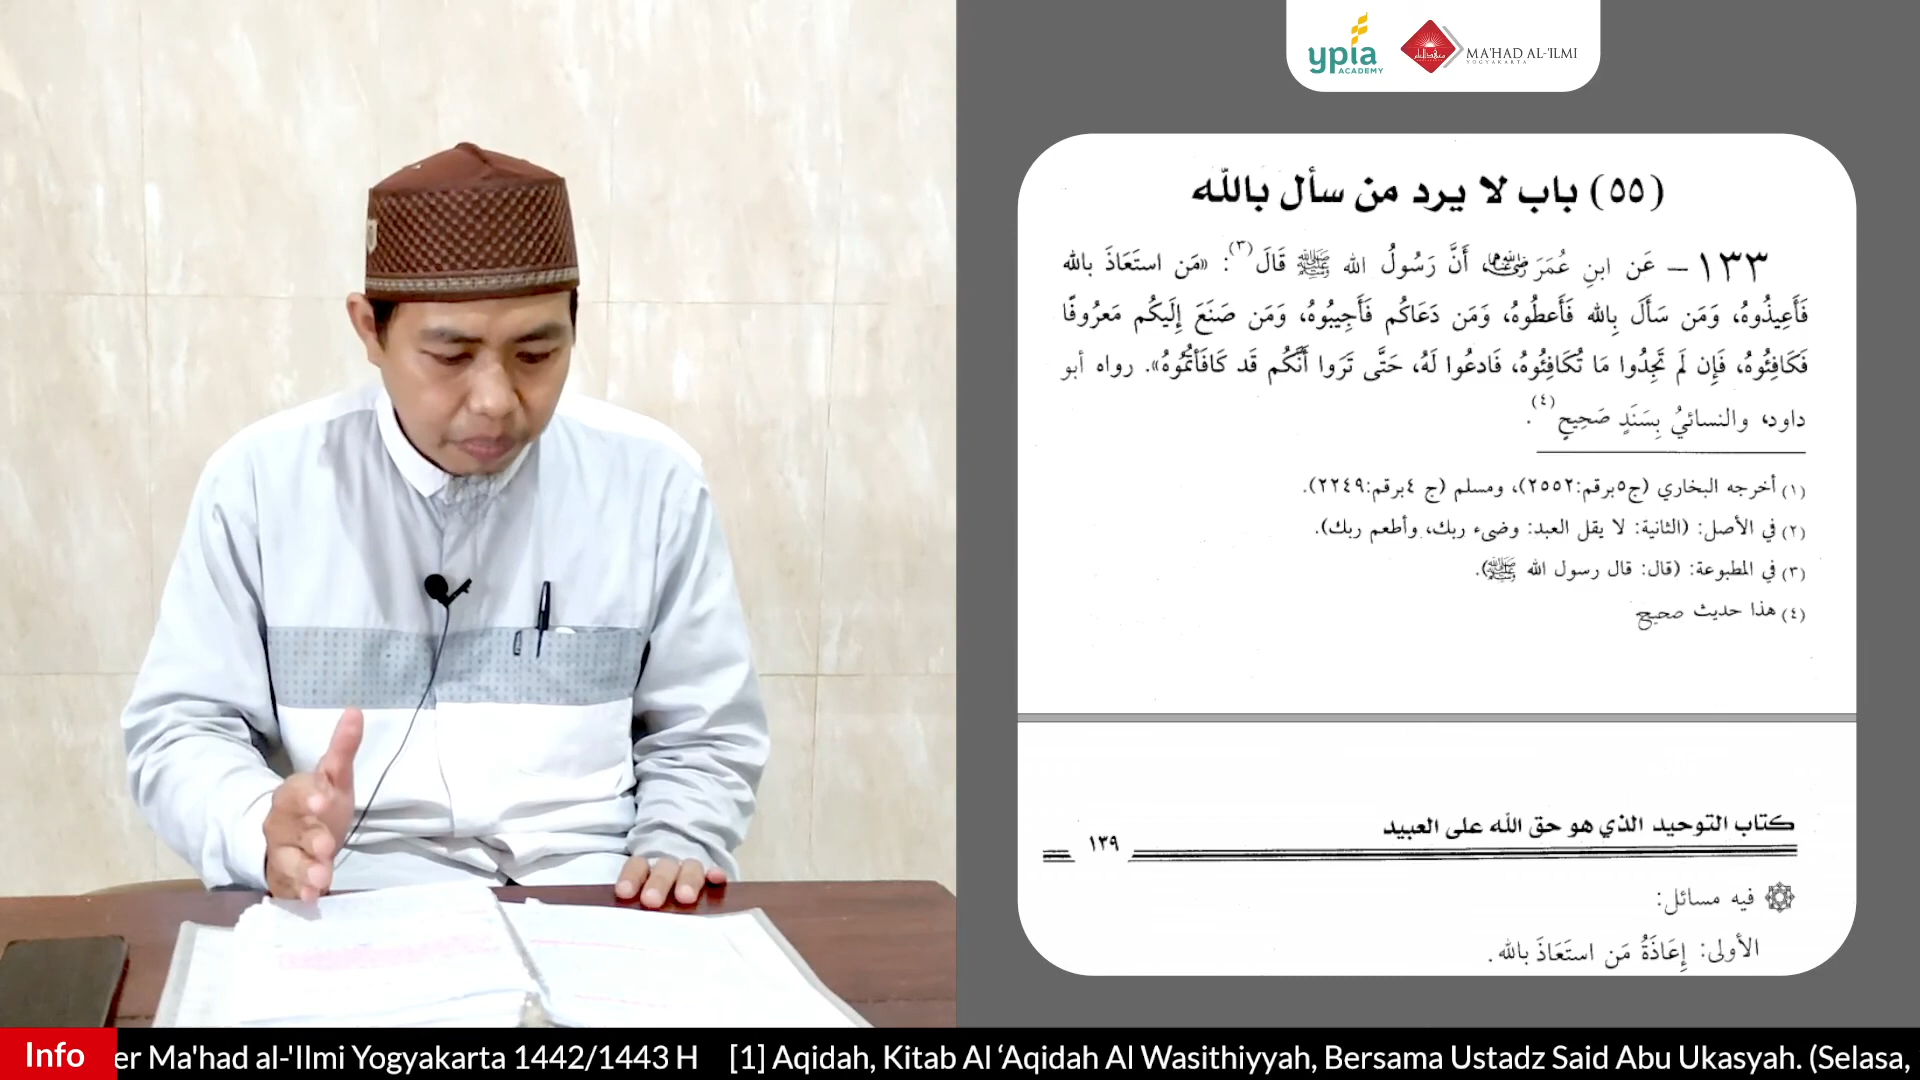 ypia
ACADEMY
MA'HAD AL-'ILMI
YOGYAKARTA
(٥٥) باب لا يرد من سأل بالله
١٣٣ – عَن ابنِ عُمَرَ رضي الله عنهما، أَنَّ رَسُولُ الله ﷺ قَالَ(٣): «مَن استَعَاذَ بالله
فَأَعِيذُوهُ، وَمَن سَأَلَ بِالله فَأَعطُوهُ، وَمَن دَعَاكُم فَأَجِيبُوهُ، وَمَن صَنَعَ إِلَيكُم مَعرُوفًا
فَكَافِئُوهُ، فَإِن لَم تَجِدُوا مَا تُكَافِئُوهُ، فَادعُوا لَهُ، حَتَّى تَرَوا أَنَّكُم قَد كَافَأتُمُوهُ». رواه أبو
داود، والنسائيُ بِسَنَدٍ صَحِيحٍ(٤).
(١) أخرجه البخاري (ج٥برقم:٢٥٥٢)، ومسلم (ج ٤برقم:٢٢٤٩).
(٢) في الأصل: (الثانية: لا يقل العبد: وضىء ربك، وأطعم ربك).
(٣) في المطبوعة: (قال: قال رسول الله ﷺ).
(٤) هذا حديث صحيح
كتاب التوحيد الذي هو حق الله على العبيد
١٣٩
فيه مسائل:
الأولى: إِعَاذَةُ مَن استَعَاذَ بالله.
Info er Ma'had al-'Ilmi Yogyakarta 1442/1443 H [1] Aqidah, Kitab Al ‘Aqidah Al Wasithiyyah, Bersama Ustadz Said Abu Ukasyah. (Selasa,